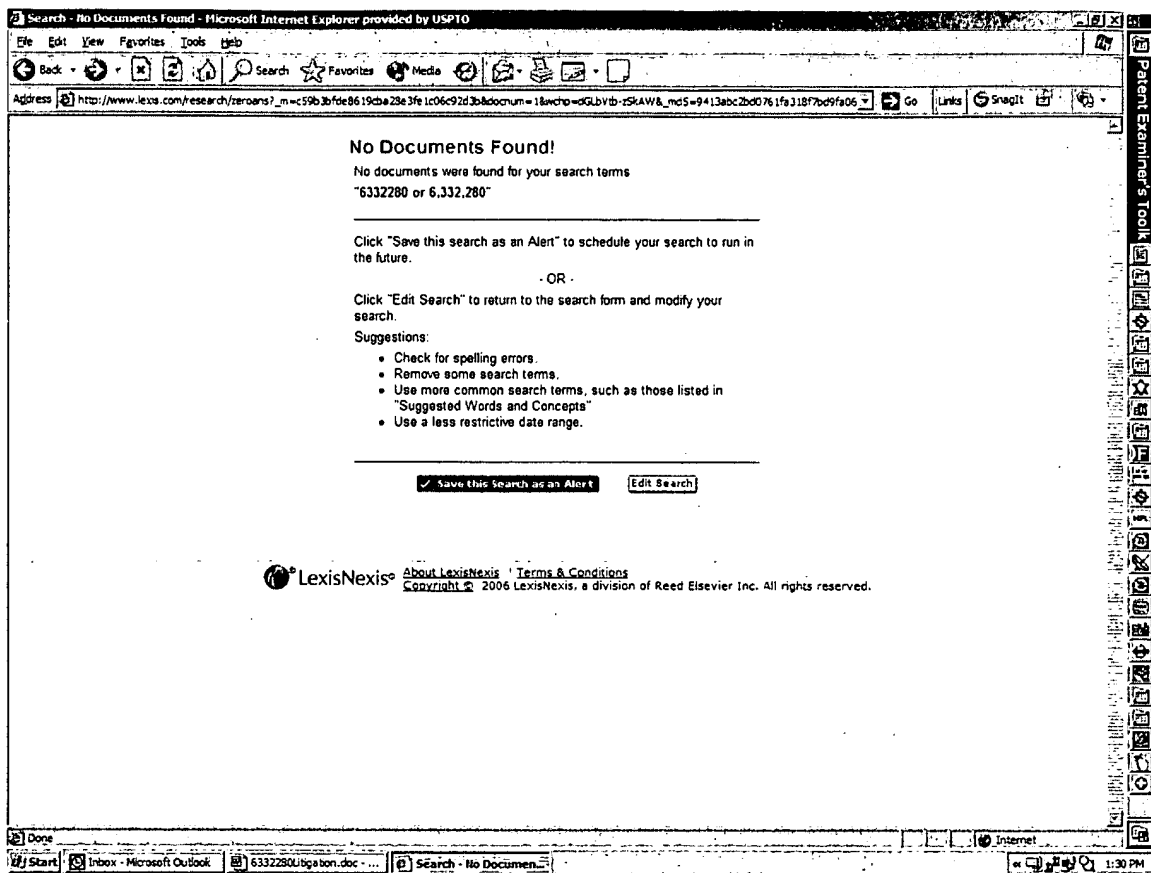 Search - No Documents Found - Microsoft Internet Explorer provided by USPTO
File Edit View Favorites Tools Help
Back Search Favorites Media
Address http://www.lexis.com/research/zeroans? Go Links SnagIt
Patent Examiner's Toolk
No Documents Found!
No documents were found for your search terms
"6332280 or 6,332,280"
Click "Save this search as an Alert" to schedule your search to run in
the future.
- OR -
Click "Edit Search" to return to the search form and modify your
search.
Suggestions:
• Check for spelling errors.
• Remove some search terms.
• Use more common search terms, such as those listed in
"Suggested Words and Concepts"
• Use a less restrictive date range.
✓ Save this Search as an Alert Edit Search
LexisNexis® About LexisNexis Terms & Conditions
Copyright © 2006 LexisNexis, a division of Reed Elsevier Inc. All rights reserved.
Done Internet
Start Inbox - Microsoft Outlook 6332280Litigation.doc - ... Search - No Documen... 1:30 PM